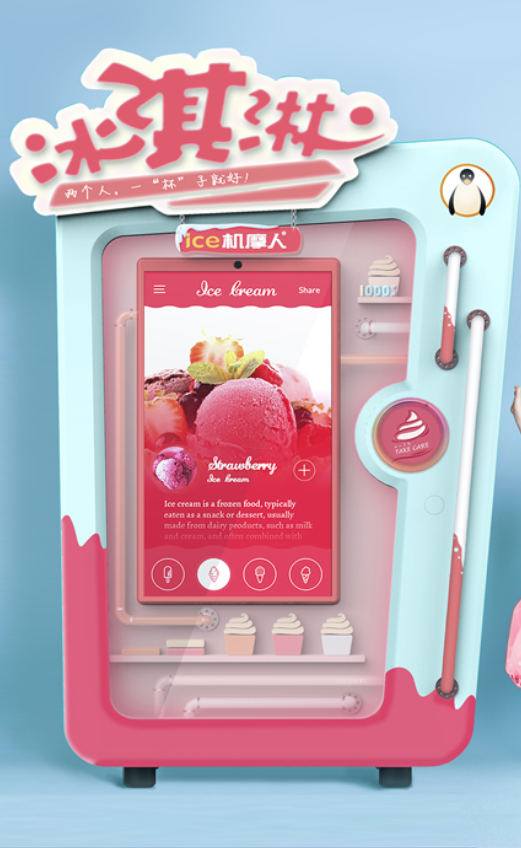 冰淇淋
两个人,一“杯”子就好!
ice机摩人
Ice Cream
Share
1000
Strawberry
Ice Cream
Ice cream is a frozen food, typically
eaten as a snack or dessert, usually
made from dairy products, such as milk
and cream, and often combined with
TAKE CARE